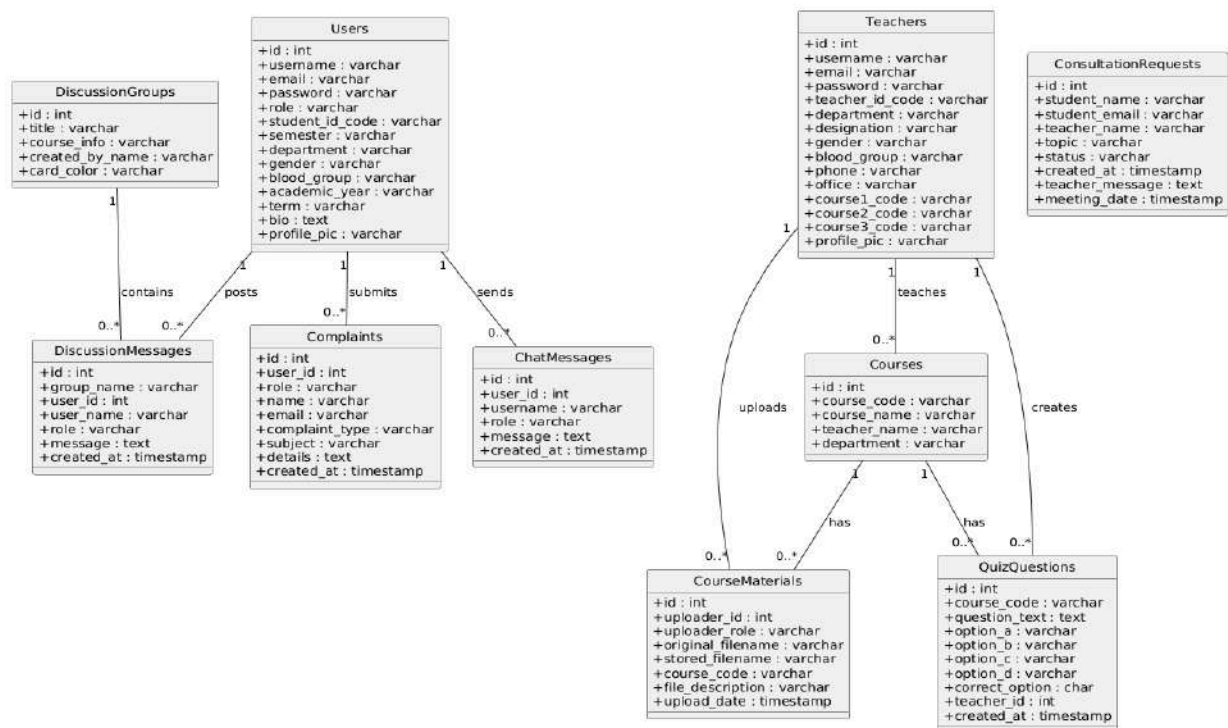 Users
+id : int
+username : varchar
+email : varchar
+password : varchar
+role : varchar
+student_id_code : varchar
+semester : varchar
+department : varchar
+gender : varchar
+blood_group : varchar
+academic_year : varchar
+term : varchar
+bio : text
+profile_pic : varchar
Teachers
+id : int
+username : varchar
+email : varchar
+password : varchar
+teacher_id_code : varchar
+department : varchar
+designation : varchar
+gender : varchar
+blood_group : varchar
+phone : varchar
+office : varchar
+course1_code : varchar
+course2_code : varchar
+course3_code : varchar
+profile_pic : varchar
ConsultationRequests
+id : int
+student_name : varchar
+student_email : varchar
+teacher_name : varchar
+topic : varchar
+status : varchar
+created_at : timestamp
+teacher_message : text
+meeting_date : timestamp
DiscussionGroups
+id : int
+title : varchar
+course_info : varchar
+created_by_name : varchar
+card_color : varchar
1
1
1
1
1
1
1
contains
posts
submits
sends
teaches
uploads
creates
0..*
0..*
0..*
0..*
0..*
DiscussionMessages
+id : int
+group_name : varchar
+user_id : int
+user_name : varchar
+role : varchar
+message : text
+created_at : timestamp
Complaints
+id : int
+user_id : int
+role : varchar
+name : varchar
+email : varchar
+complaint_type : varchar
+subject : varchar
+details : text
+created_at : timestamp
ChatMessages
+id : int
+user_id : int
+username : varchar
+role : varchar
+message : text
+created_at : timestamp
Courses
+id : int
+course_code : varchar
+course_name : varchar
+teacher_name : varchar
+department : varchar
1
1
has
has
0..*
0..*
0..*
0..*
CourseMaterials
+id : int
+uploader_id : int
+uploader_role : varchar
+original_filename : varchar
+stored_filename : varchar
+course_code : varchar
+file_description : varchar
+upload_date : timestamp
QuizQuestions
+id : int
+course_code : varchar
+question_text : text
+option_a : varchar
+option_b : varchar
+option_c : varchar
+option_d : varchar
+correct_option : char
+teacher_id : int
+created_at : timestamp